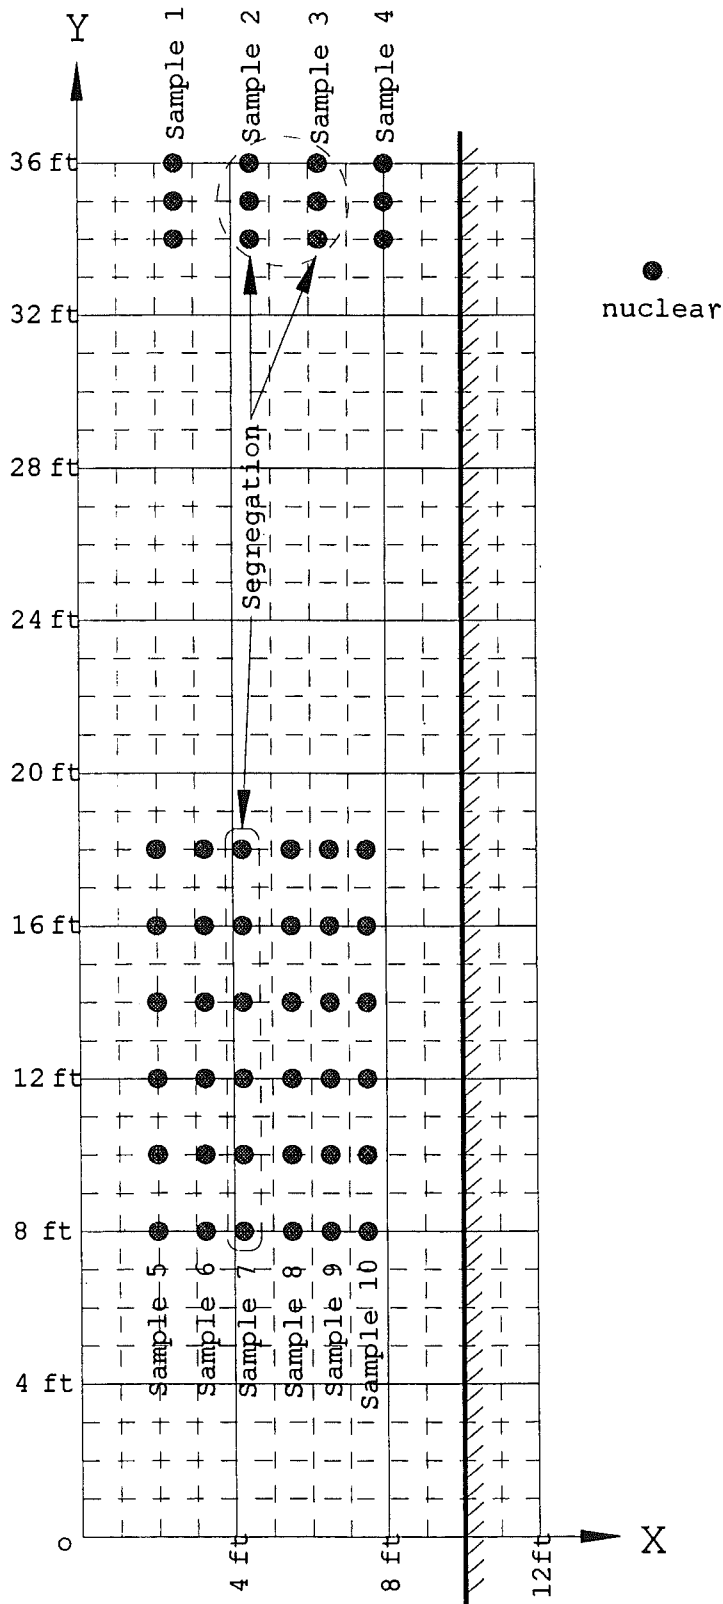 Y
Sample 1
Sample 2
Sample 3
Sample 4
36 ft
nuclear
32 ft
28 ft
Segregation
24 ft
20 ft
16 ft
12 ft
8 ft
Sample 5
Sample 6
Sample 7
Sample 8
Sample 9
Sample 10
4 ft
o
4 ft
8 ft
12ft
X